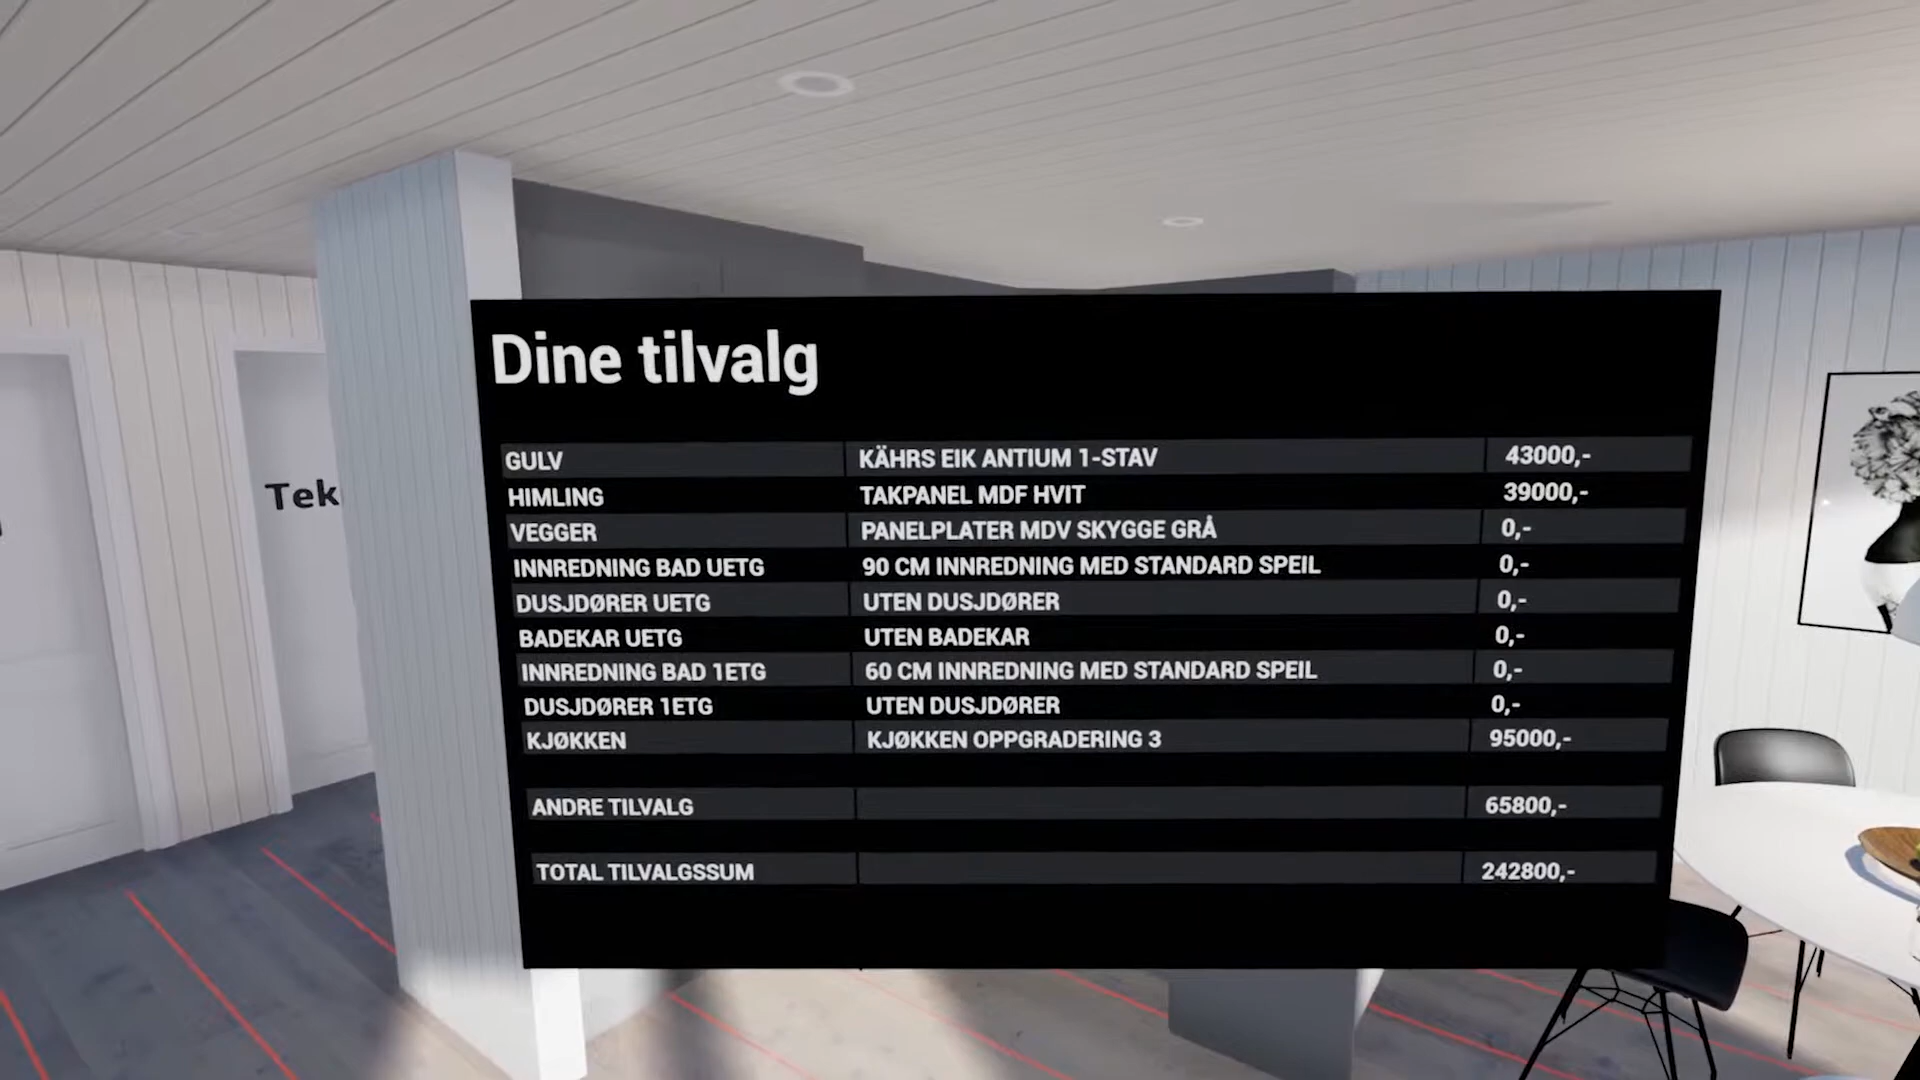 Dine tilvalg
Tek
GULV KÄHRS EIK ANTIUM 1-STAV 43000,-
HIMLING TAKPANEL MDF HVIT 39000,-
VEGGER PANELPLATER MDV SKYGGE GRÅ 0,-
INNREDNING BAD UETG 90 CM INNREDNING MED STANDARD SPEIL 0,-
DUSJDØRER UETG UTEN DUSJDØRER 0,-
BADEKAR UETG UTEN BADEKAR 0,-
INNREDNING BAD 1ETG 60 CM INNREDNING MED STANDARD SPEIL 0,-
DUSJDØRER 1ETG UTEN DUSJDØRER 0,-
KJØKKEN KJØKKEN OPPGRADERING 3 95000,-
ANDRE TILVALG 65800,-
TOTAL TILVALGSSUM 242800,-